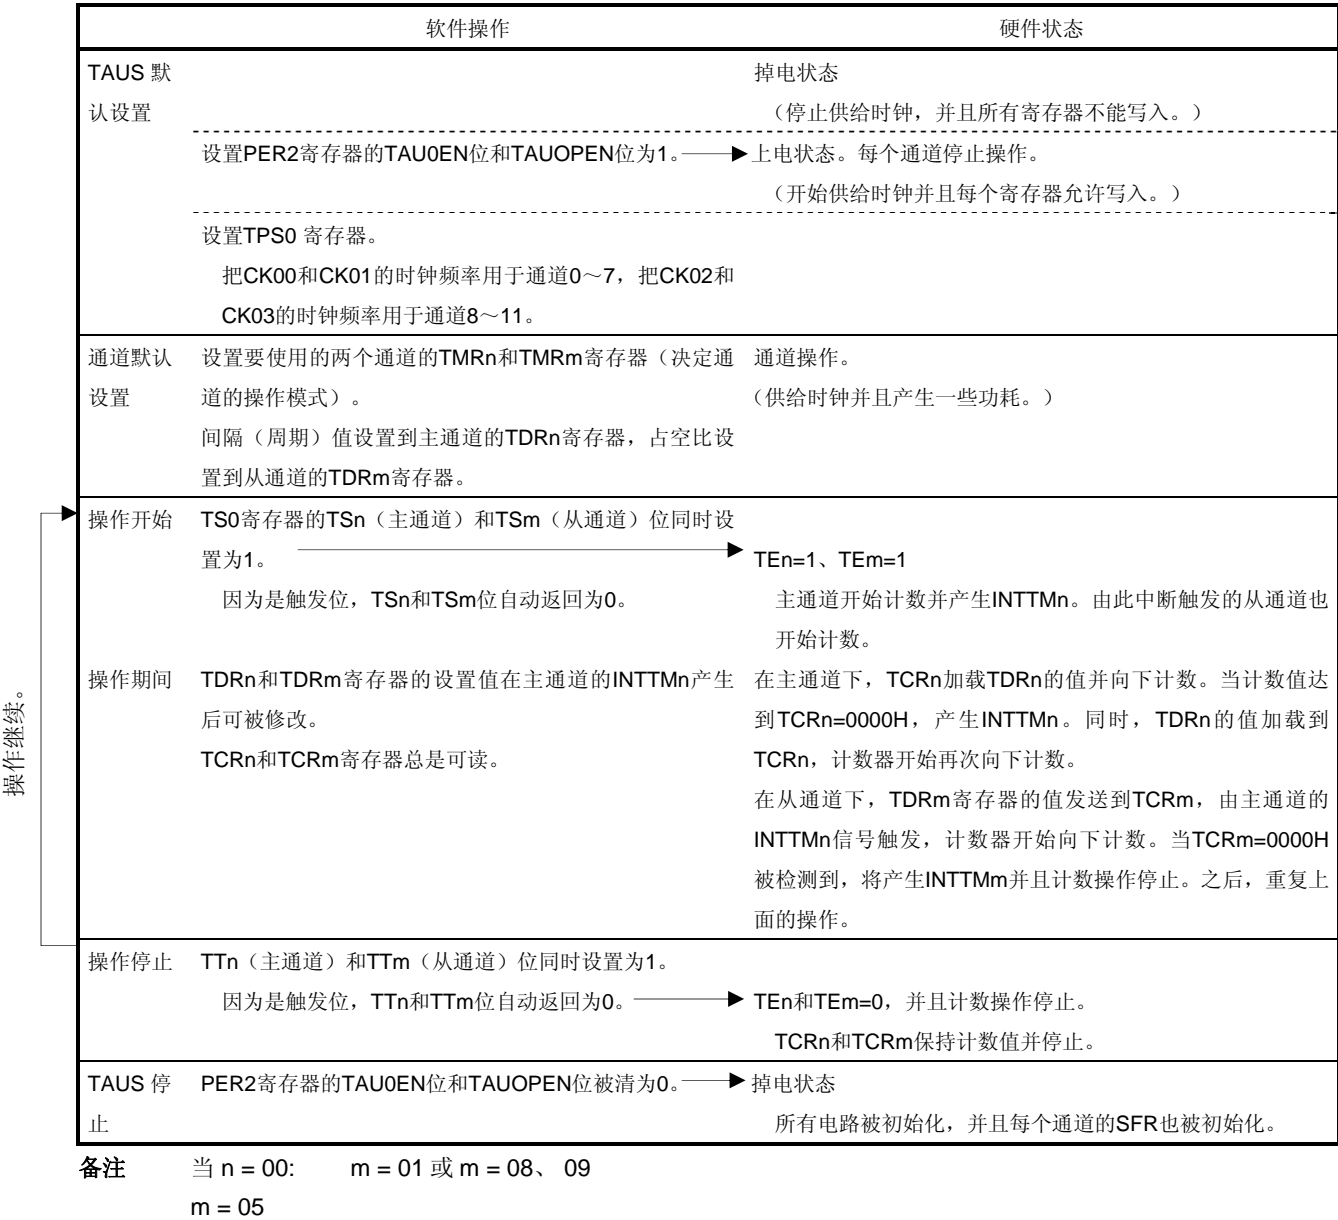 软件操作 硬件状态
TAUS 默 掉电状态
认设置 （停止供给时钟，并且所有寄存器不能写入。）
设置PER2寄存器的TAU0EN位和TAUOPEN位为1。 上电状态。每个通道停止操作。
（开始供给时钟并且每个寄存器允许写入。）
设置TPS0 寄存器。
把CK00和CK01的时钟频率用于通道0～7，把CK02和
CK03的时钟频率用于通道8～11。
通道默认 设置要使用的两个通道的TMRn和TMRm寄存器（决定通 通道操作。
设置 道的操作模式）。 （供给时钟并且产生一些功耗。）
间隔（周期）值设置到主通道的TDRn寄存器，占空比设
置到从通道的TDRm寄存器。
操作开始 TS0寄存器的TSn（主通道）和TSm（从通道）位同时设
置为1。 TEn=1、TEm=1
因为是触发位，TSn和TSm位自动返回为0。 主通道开始计数并产生INTTMn。由此中断触发的从通道也
开始计数。
操作期间 TDRn和TDRm寄存器的设置值在主通道的INTTMn产生 在主通道下，TCRn加载TDRn的值并向下计数。当计数值达
后可被修改。 到TCRn=0000H，产生INTTMn。同时，TDRn的值加载到
TCRn和TCRm寄存器总是可读。 TCRn，计数器开始再次向下计数。
在从通道下，TDRm寄存器的值发送到TCRm，由主通道的
INTTMn信号触发，计数器开始向下计数。当TCRm=0000H
被检测到，将产生INTTMm并且计数操作停止。之后，重复上
面的操作。
操作继续。
操作停止 TTn（主通道）和TTm（从通道）位同时设置为1。
因为是触发位，TTn和TTm位自动返回为0。 TEn和TEm=0，并且计数操作停止。
TCRn和TCRm保持计数值并停止。
TAUS 停 PER2寄存器的TAU0EN位和TAUOPEN位被清为0。 掉电状态
止 所有电路被初始化，并且每个通道的SFR也被初始化。
备注 当 n = 00: m = 01 或 m = 08、 09
m = 05